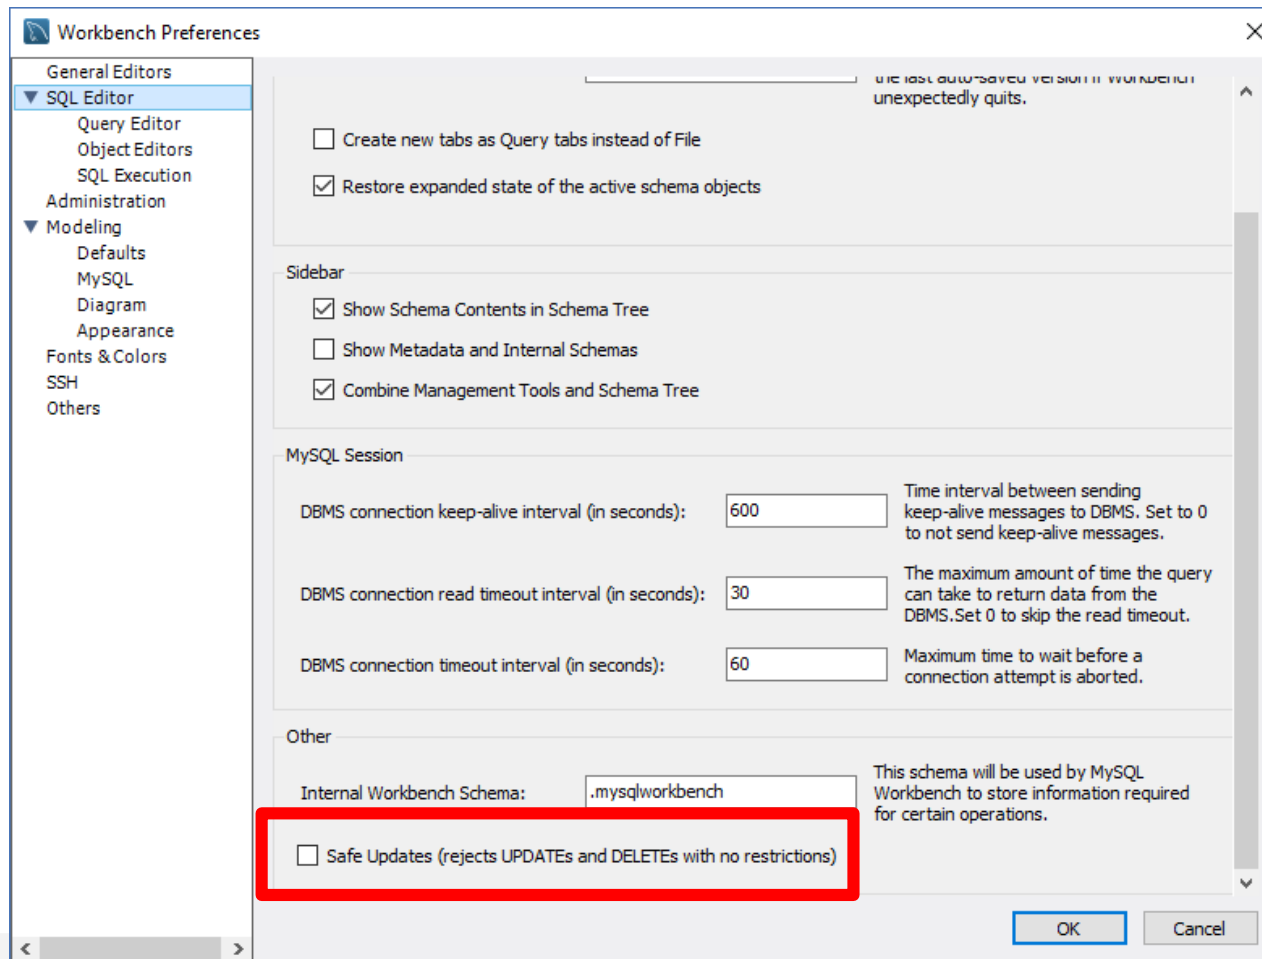 Workbench Preferences
General Editors
SQL Editor
Query Editor
Object Editors
SQL Execution
Administration
Modeling
Defaults
MySQL
Diagram
Appearance
Fonts & Colors
SSH
Others
the last auto-saved version if Workbench
unexpectedly quits.
Create new tabs as Query tabs instead of File
Restore expanded state of the active schema objects
Sidebar
Show Schema Contents in Schema Tree
Show Metadata and Internal Schemas
Combine Management Tools and Schema Tree
MySQL Session
DBMS connection keep-alive interval (in seconds):
600
Time interval between sending
keep-alive messages to DBMS. Set to 0
to not send keep-alive messages.
DBMS connection read timeout interval (in seconds):
30
The maximum amount of time the query
can take to return data from the
DBMS.Set 0 to skip the read timeout.
DBMS connection timeout interval (in seconds):
60
Maximum time to wait before a
connection attempt is aborted.
Other
Internal Workbench Schema:
.mysqlworkbench
This schema will be used by MySQL
Workbench to store information required
for certain operations.
Safe Updates (rejects UPDATEs and DELETEs with no restrictions)
OK
Cancel